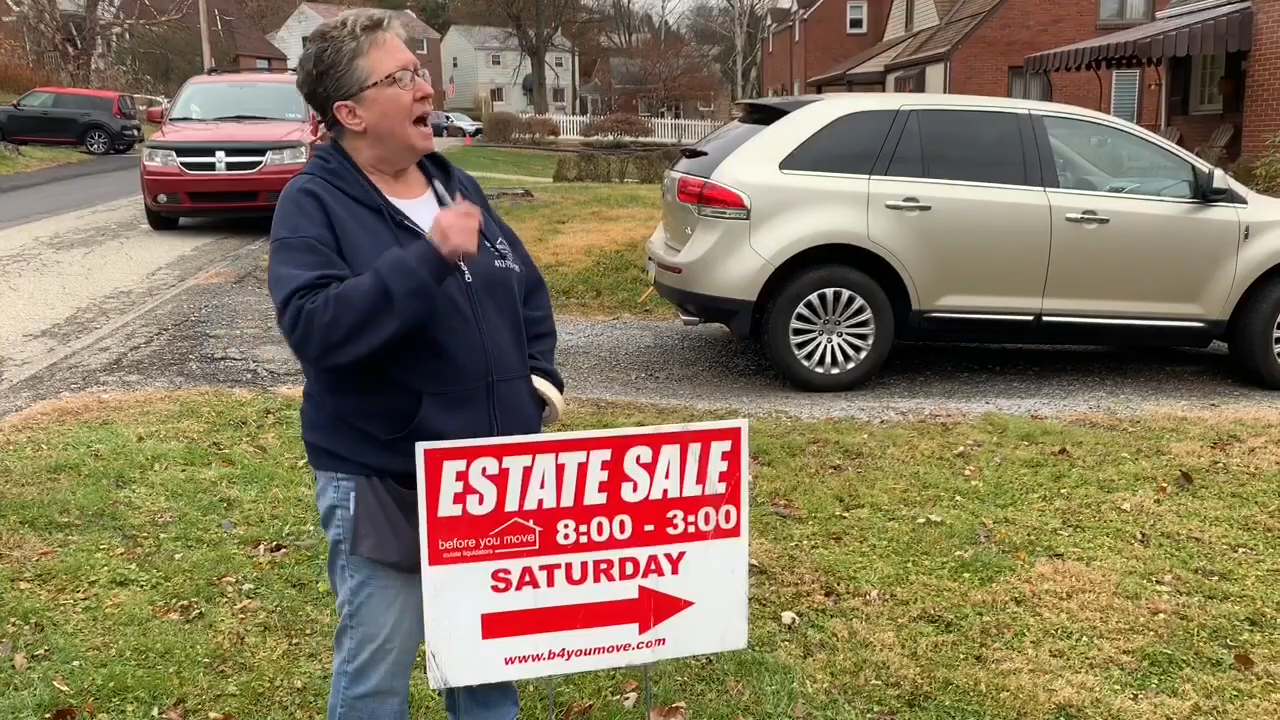 ESTATE SALE
before you move
estate liquidators
8:00 - 3:00
SATURDAY
www.b4youmove.com